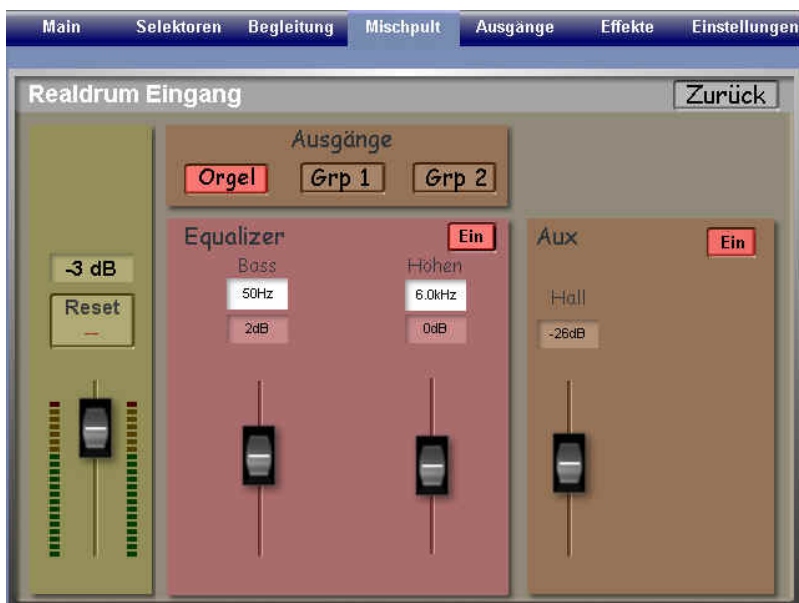 Main Selektoren Begleitung Mischpult Ausgänge Effekte Einstellungen
Realdrum Eingang Zurück
Ausgänge
Orgel Grp 1 Grp 2
Equalizer Ein
Bass Höhen
50Hz 6.0kHz
2dB 0dB
-3 dB
Reset
--
Aux Ein
Hall
-26dB